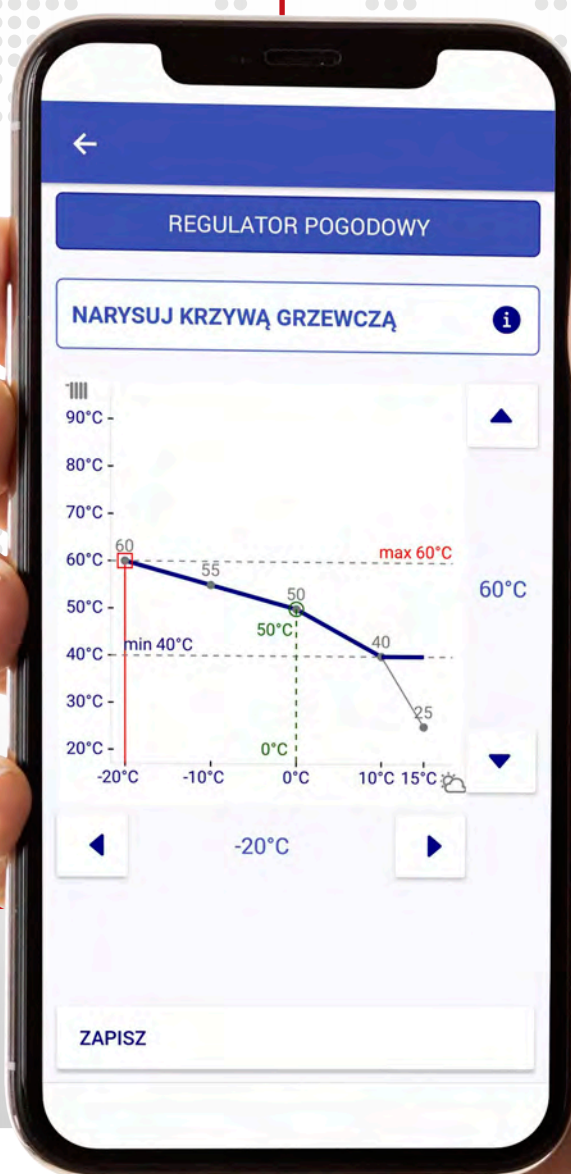 REGULATOR POGODOWY
NARYSUJ KRZYWĄ GRZEWCZĄ i
90°C
80°C
70°C
60°C 60 max 60°C
55
60°C
50°C 50
50°C
min 40°C 40
40°C
30°C
25
20°C 0°C
-20°C -10°C 0°C 10°C 15°C
-20°C
ZAPISZ